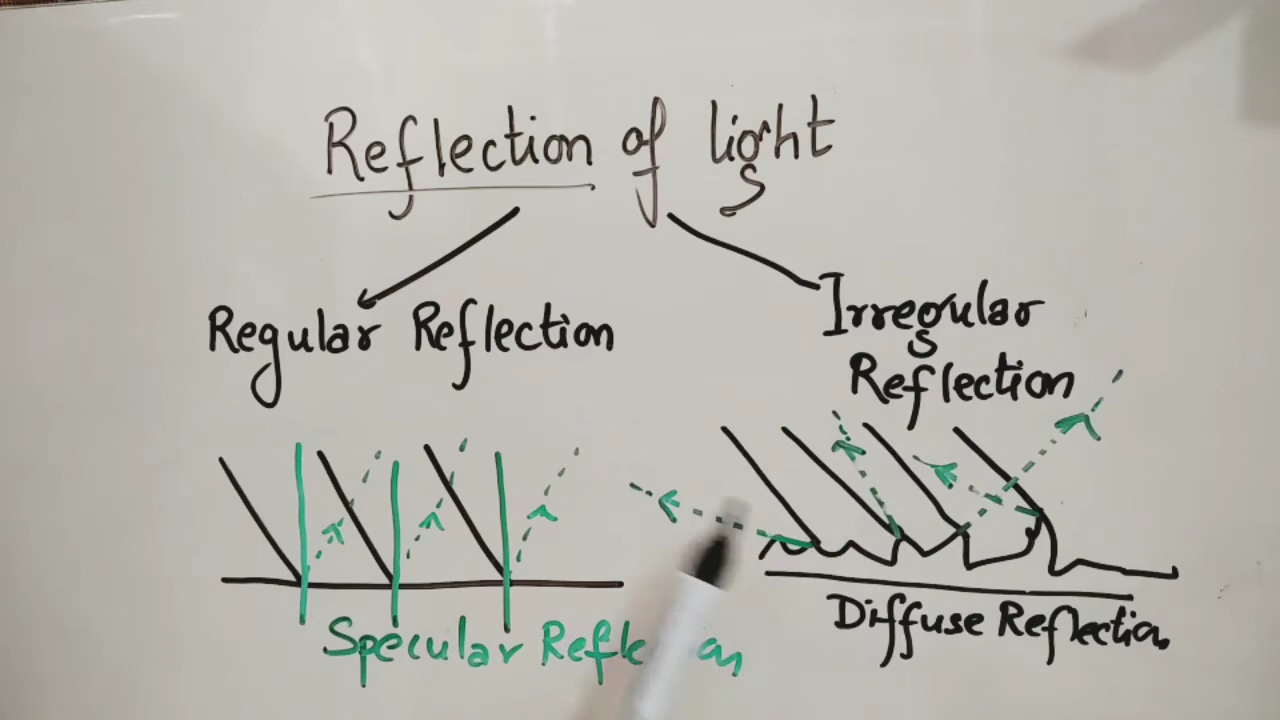 Reflection of light
Regular Reflection
Irregular
Reflection
Specular
Diffuse Reflection